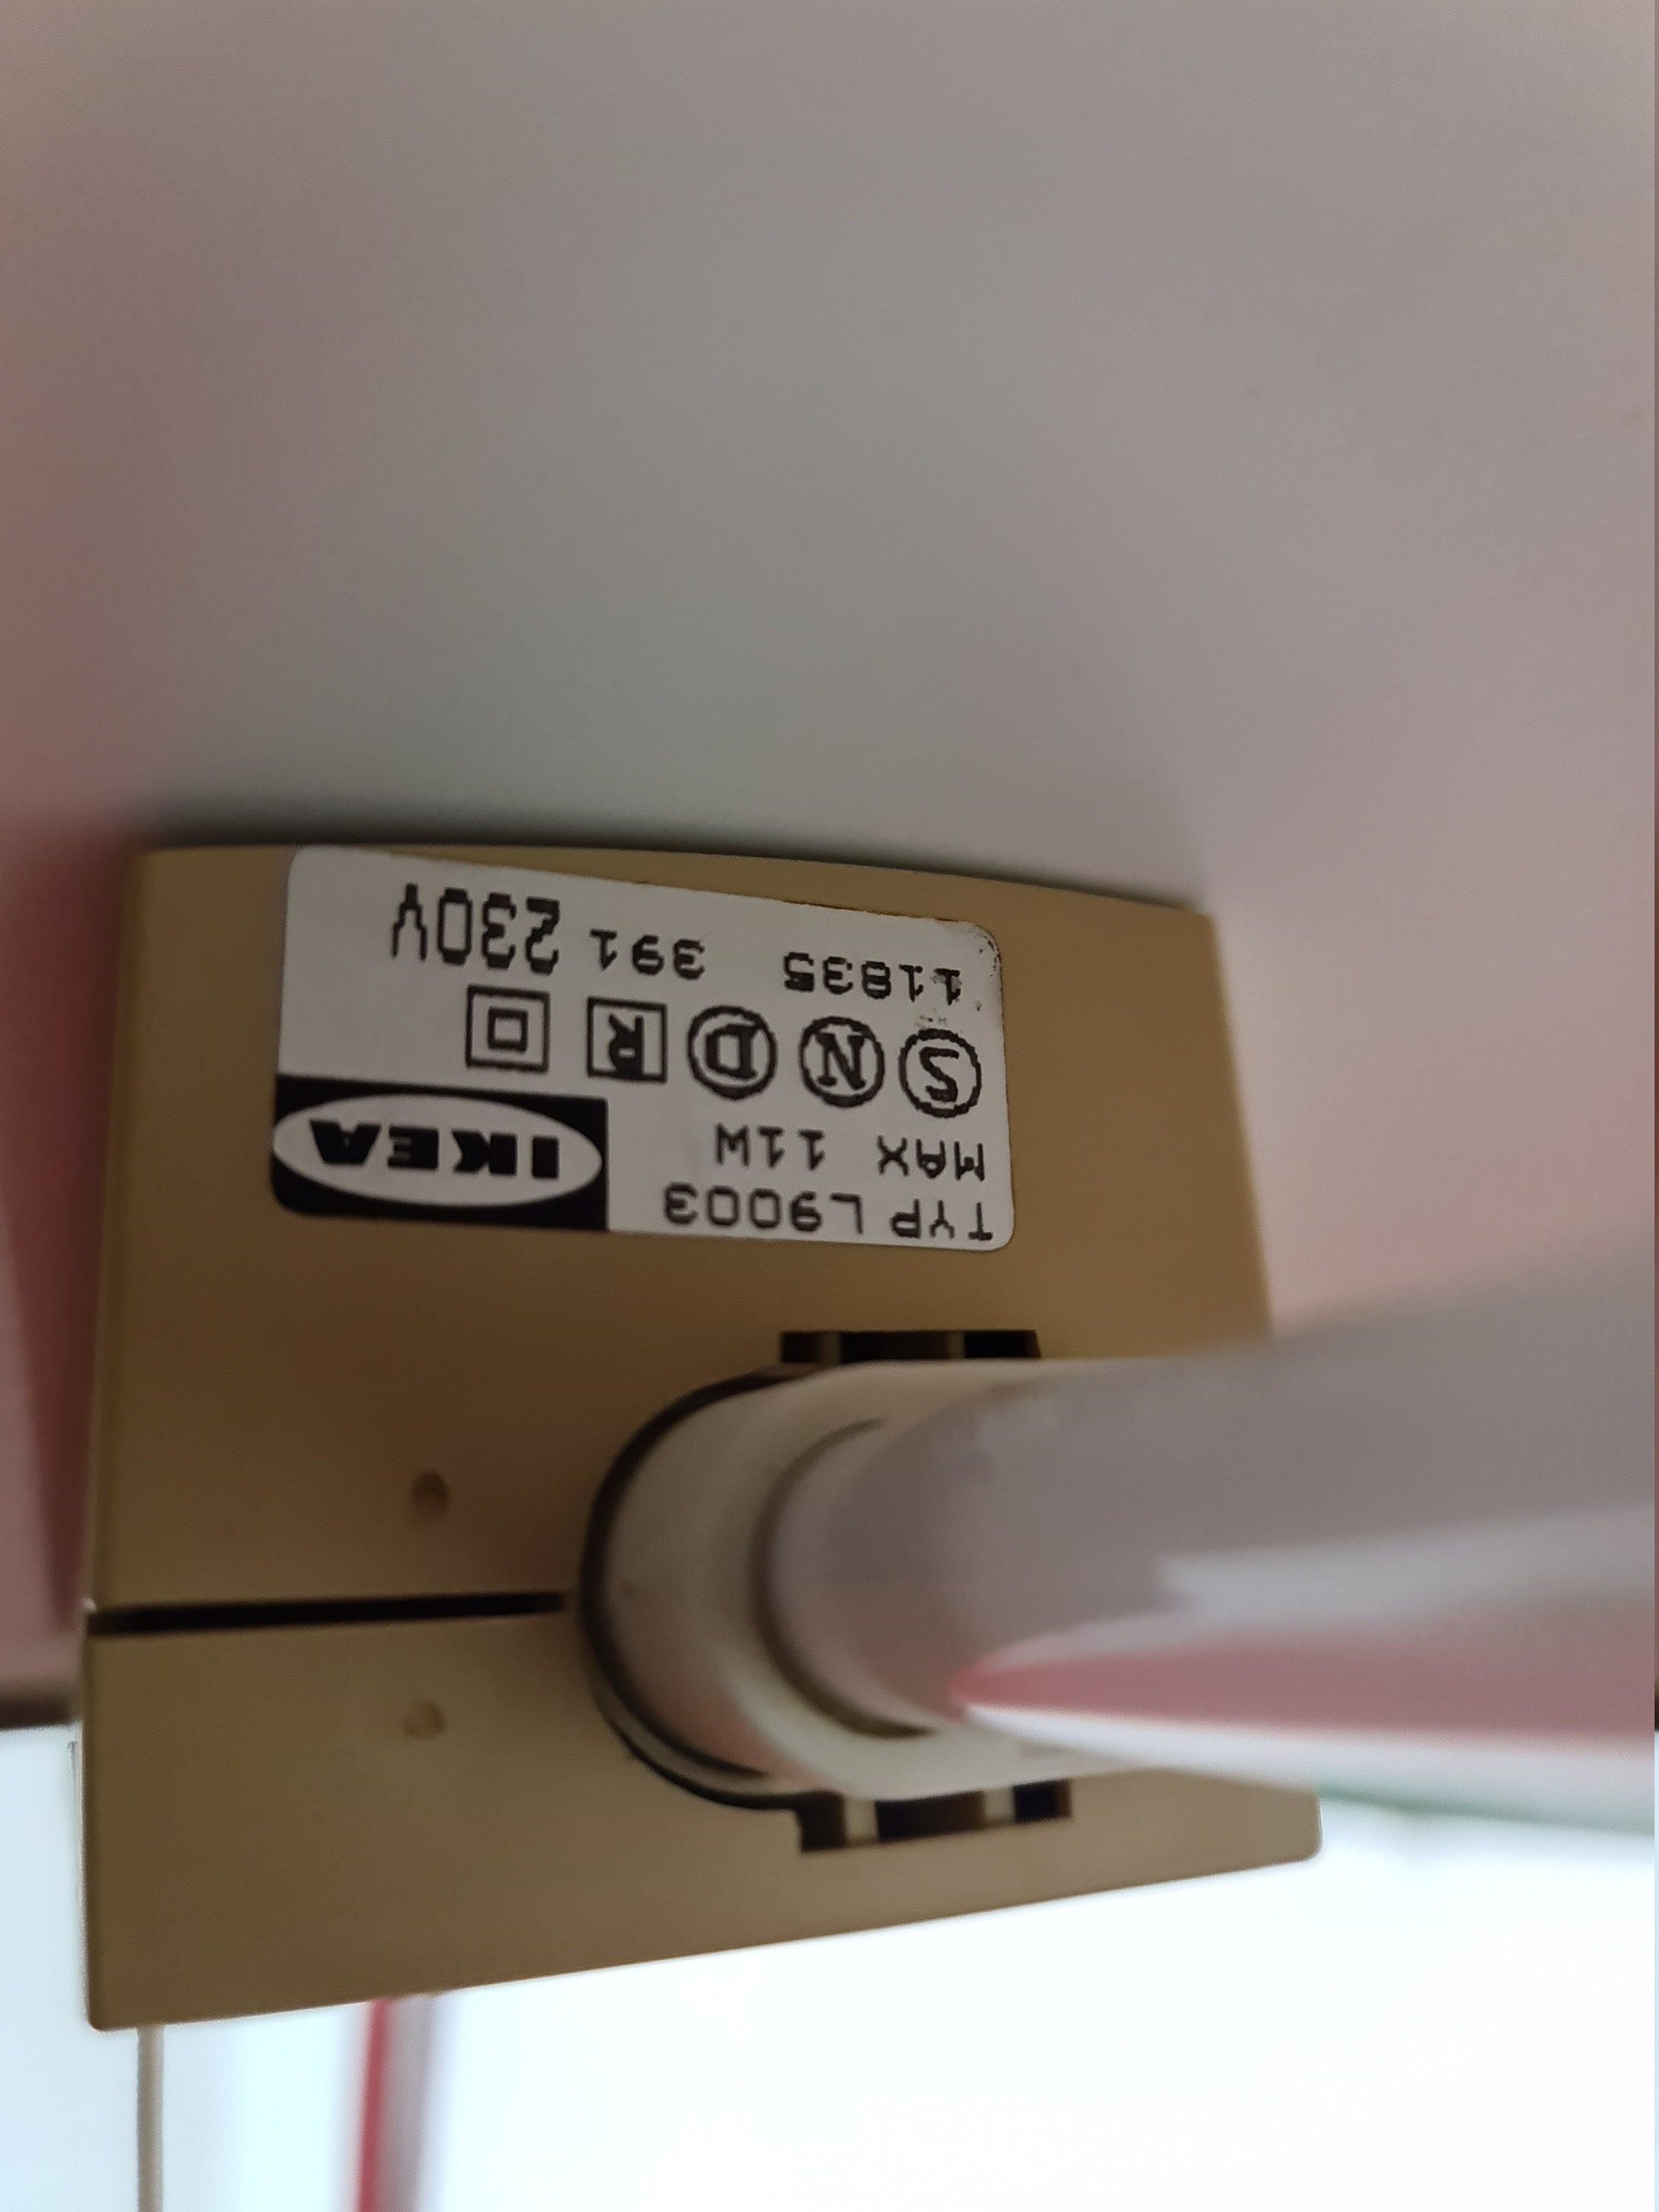 TYP L9003
MAX 11W
IKEA
S N D R
11835 391 230V